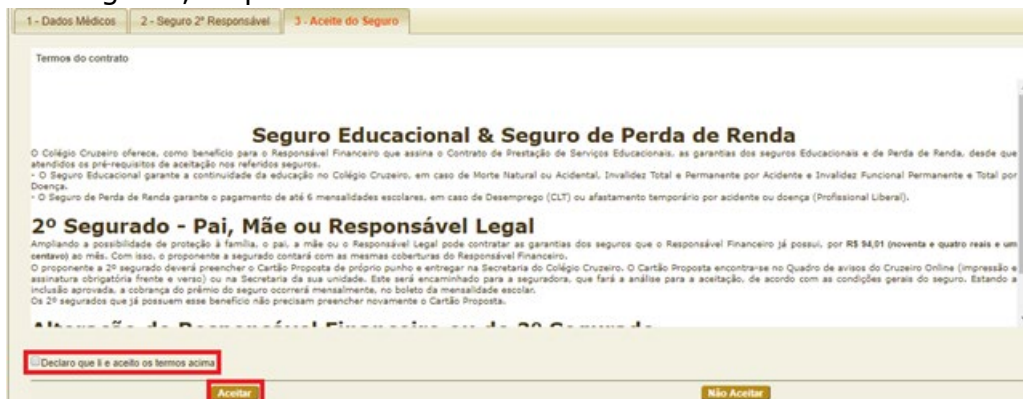 1 - Dados Médicos 2 - Seguro 2º Responsável 3 - Aceite do Seguro
Termos do contrato
Seguro Educacional & Seguro de Perda de Renda
O Colégio Cruzeiro oferece, como benefício para o Responsável Financeiro que assina o Contrato de Prestação de Serviços Educacionais, as garantias dos seguros Educacionais e de Perda de Renda, desde que
atendidos os pré-requisitos de aceitação nos referidos seguros.
- O Seguro Educacional garante a continuidade da educação no Colégio Cruzeiro, em caso de Morte Natural ou Acidental, Invalidez Total e Permanente por Acidente e Invalidez Funcional Permanente e Total por
Doença.
- O Seguro de Perda de Renda garante o pagamento de até 6 mensalidades escolares, em caso de Desemprego (CLT) ou afastamento temporário por acidente ou doença (Profissional Liberal).
2º Segurado - Pai, Mãe ou Responsável Legal
Ampliando a possibilidade de proteção à família, o pai, a mãe ou o Responsável Legal pode contratar as garantias dos seguros que o Responsável Financeiro já possui, por R$ 94,01 (noventa e quatro reais e um
centavo) ao mês. Com isso, o proponente a segurado contará com as mesmas coberturas do Responsável Financeiro.
O proponente a 2º segurado deverá preencher o Cartão Proposta de próprio punho e entregar na Secretaria do Colégio Cruzeiro. O Cartão Proposta encontra-se no Quadro de avisos do Cruzeiro Online (impressão e
assinatura obrigatória frente e verso) ou na Secretaria da sua unidade. Este será encaminhado para a seguradora, que fará a análise para a aceitação, de acordo com as condições gerais do seguro. Estando a
inclusão aprovada, a cobrança do prêmio do seguro ocorrerá mensalmente, no boleto da mensalidade escolar.
Os 2º segurados que já possuem esse benefício não precisam preencher novamente o Cartão Proposta.
Alteração do Responsável Financeiro ou do 2º Segurado
Declaro que li e aceito os termos acima
Aceitar Não Aceitar